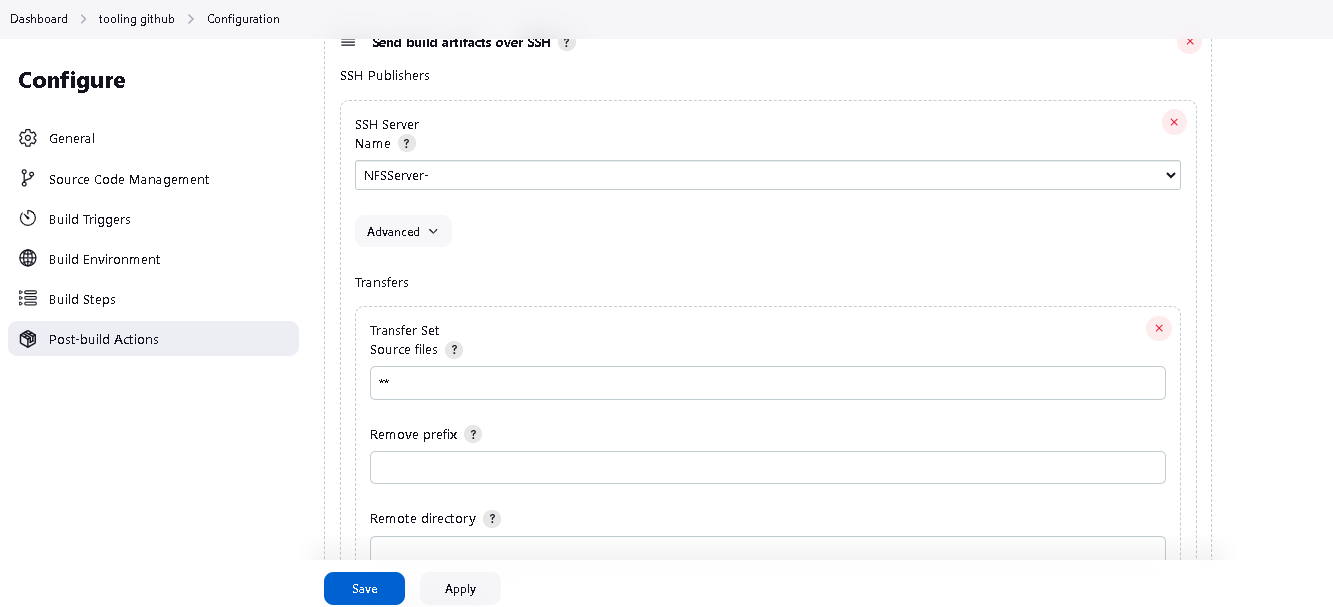 Dashboard
tooling github
Configuration
Send build artifacts over SSH ?
SSH Publishers
Configure
General
Source Code Management
Build Triggers
Build Environment
Build Steps
Post-build Actions
SSH Server
Name ?
NFSServer-
Advanced
Transfers
Transfer Set
Source files ?
**
Remove prefix ?
Remote directory ?
Save
Apply